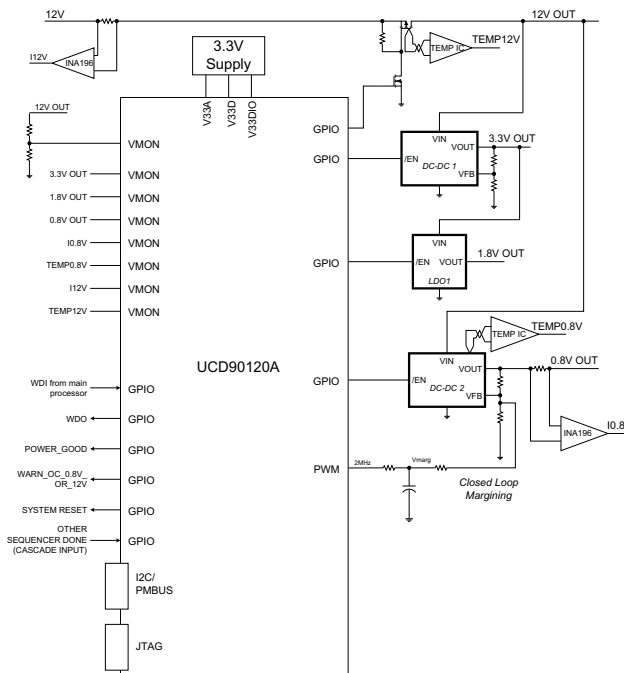 12V
12V OUT
I12V
INA196
3.3V
Supply
TEMP IC
TEMP12V
V33A
V33D
V33DIO
12V OUT
GPIO
VMON
GPIO
VIN
VOUT
/EN
DC-DC 1
VFB
3.3V OUT
3.3V OUT
VMON
1.8V OUT
VMON
0.8V OUT
VMON
I0.8V
VMON
TEMP0.8V
VMON
I12V
VMON
TEMP12V
VMON
GPIO
VIN
/EN
VOUT
LDO1
1.8V OUT
UCD90120A
TEMP IC
TEMP0.8V
VIN
VOUT
0.8V OUT
GPIO
/EN
DC-DC 2
VFB
INA196
I0.8
WDI from main
processor
GPIO
WDO
GPIO
POWER_GOOD
GPIO
WARN_OC_0.8V_
OR_12V
GPIO
SYSTEM RESET
GPIO
OTHER
SEQUENCER DONE
(CASCADE INPUT)
GPIO
PWM
2MHz
Vmarg
Closed Loop
Margining
I2C/
PMBUS
JTAG